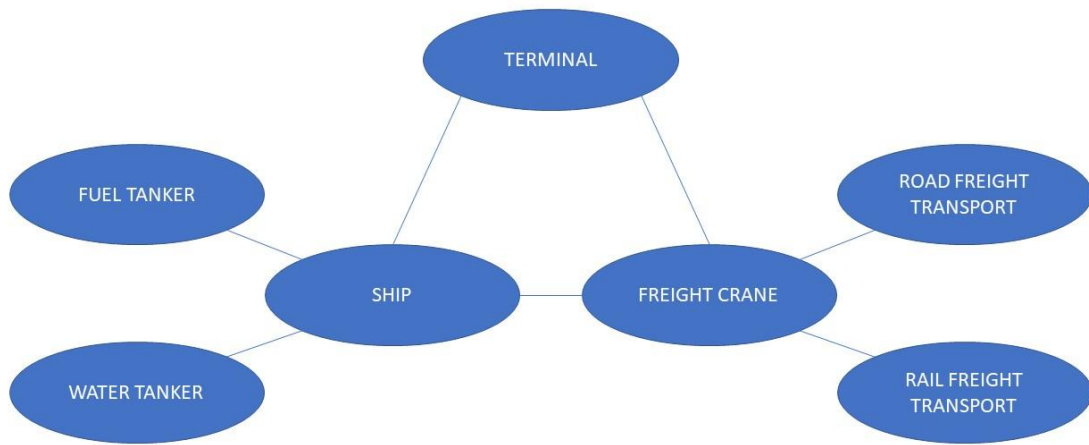 TERMINAL
FUEL TANKER
ROAD FREIGHT
TRANSPORT
SHIP
FREIGHT CRANE
WATER TANKER
RAIL FREIGHT
TRANSPORT